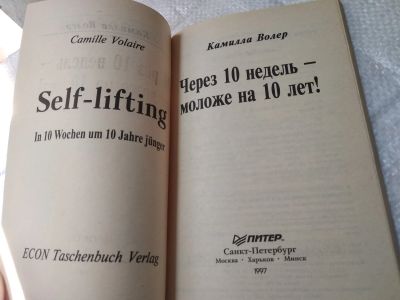 Camille Volaire
Self-lifting
In 10 Wochen um 10 Jahre jünger
ECON Taschenbuch Verlag
Камилла Волер
Через 10 недель –
моложе на 10 лет!
ПИТЕР
Санкт-Петербург
Москва · Харьков · Минск
1997